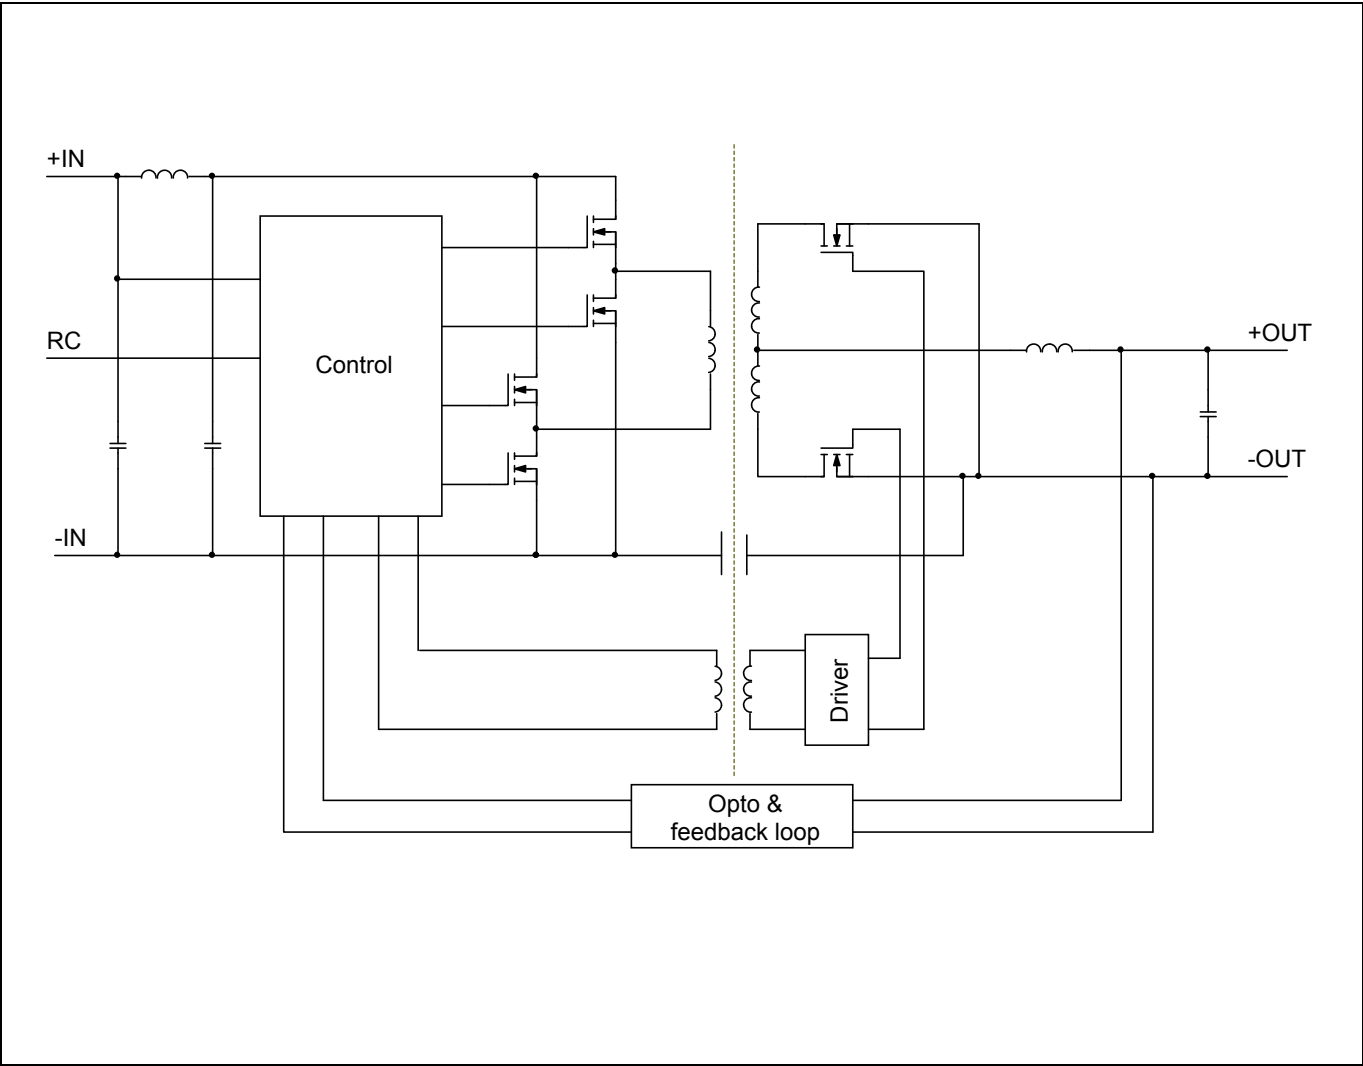 +IN
RC
Control
-IN
+OUT
-OUT
Driver
Opto &
feedback loop